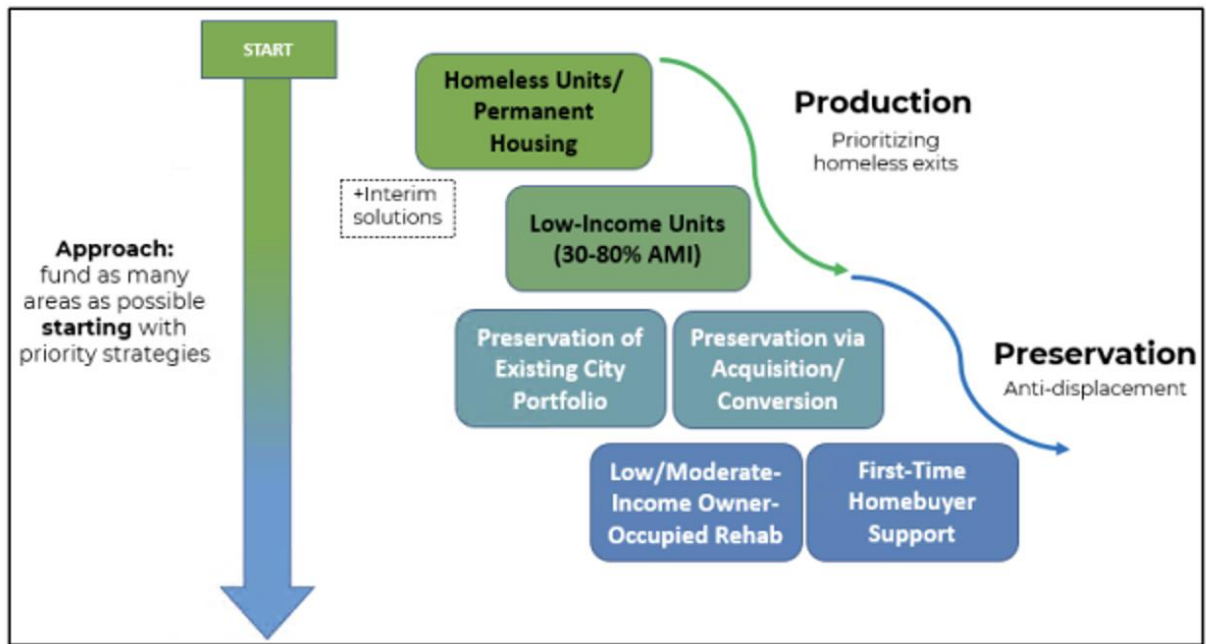 START
Homeless Units/
Permanent
Housing
Production
Prioritizing
homeless exits
+Interim
solutions
Low-Income Units
(30-80% AMI)
Approach:
fund as many
areas as possible
starting with
priority strategies
Preservation of
Existing City
Portfolio
Preservation via
Acquisition/
Conversion
Preservation
Anti-displacement
Low/Moderate-
Income Owner-
Occupied Rehab
First-Time
Homebuyer
Support